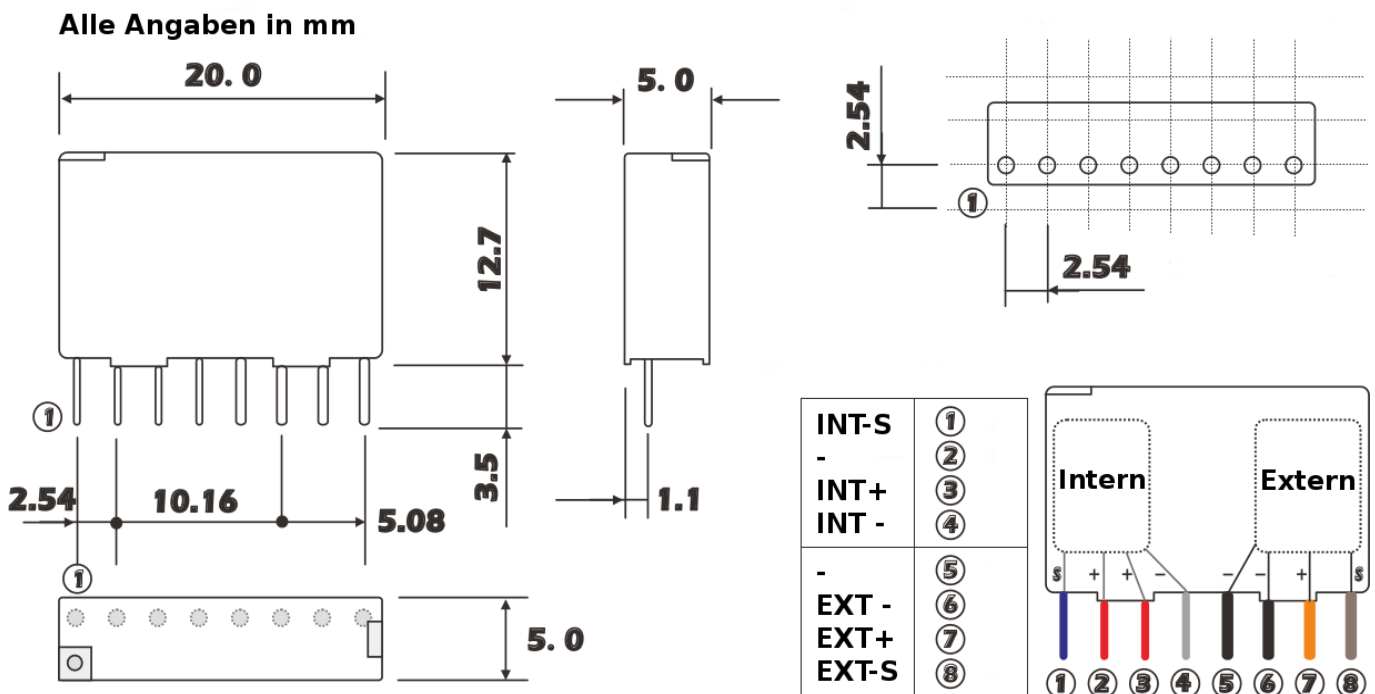 Alle Angaben in mm
20. 0
5. 0
2.54
12.7
①
2.54
①
3.5
2.54
10.16
5.08
1.1
①
5. 0
INT-S ①
- ②
INT+ ③
INT - ④
- ⑤
EXT - ⑥
EXT+ ⑦
EXT-S ⑧
Intern
Extern
S + + − − − + S
① ② ③ ④ ⑤ ⑥ ⑦ ⑧